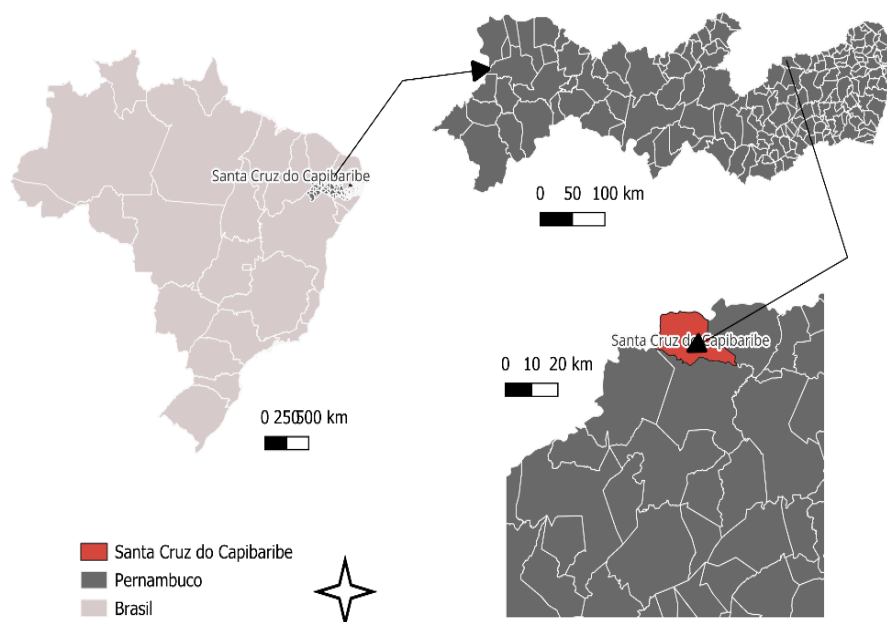 Santa Cruz do Capibaribe
0 50 100 km
Santa Cruz do Capibaribe
0 10 20 km
0 250 500 km
Santa Cruz do Capibaribe
Pernambuco
Brasil